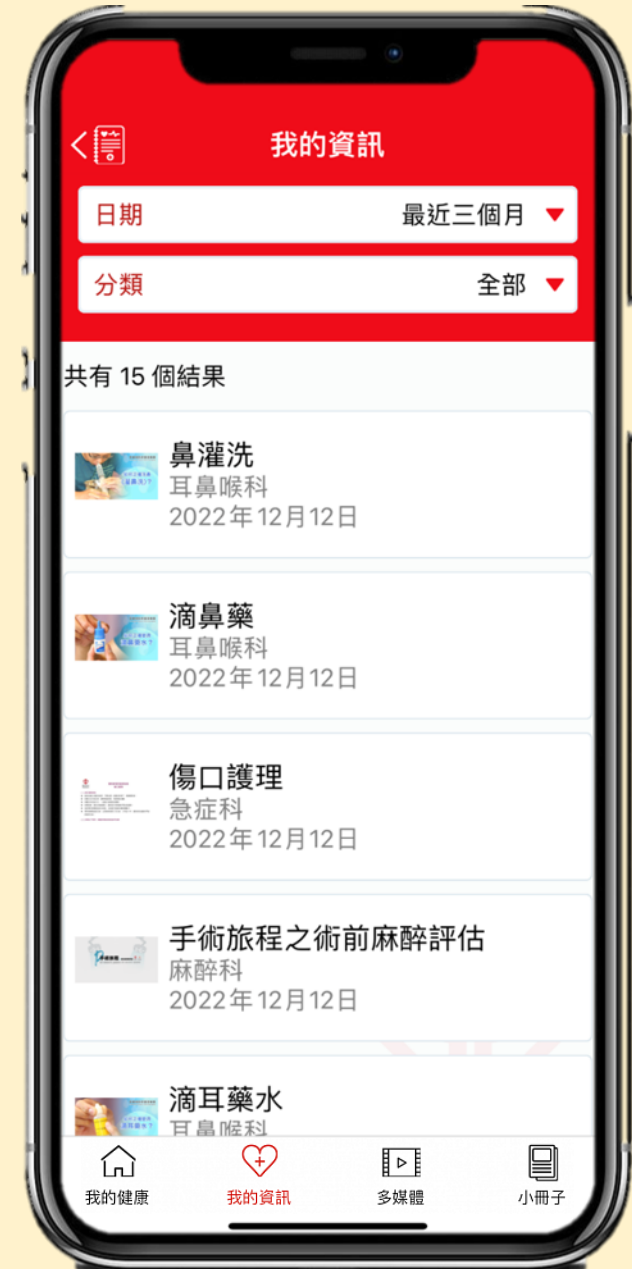 我的資訊
日期 最近三個月
分類 全部
共有 15 個結果
鼻灌洗
耳鼻喉科
2022年12月12日
滴鼻藥
耳鼻喉科
2022年12月12日
傷口護理
急症科
2022年12月12日
手術旅程之術前麻醉評估
麻醉科
2022年12月12日
滴耳藥水
耳鼻喉科
我的健康 我的資訊 多媒體 小冊子